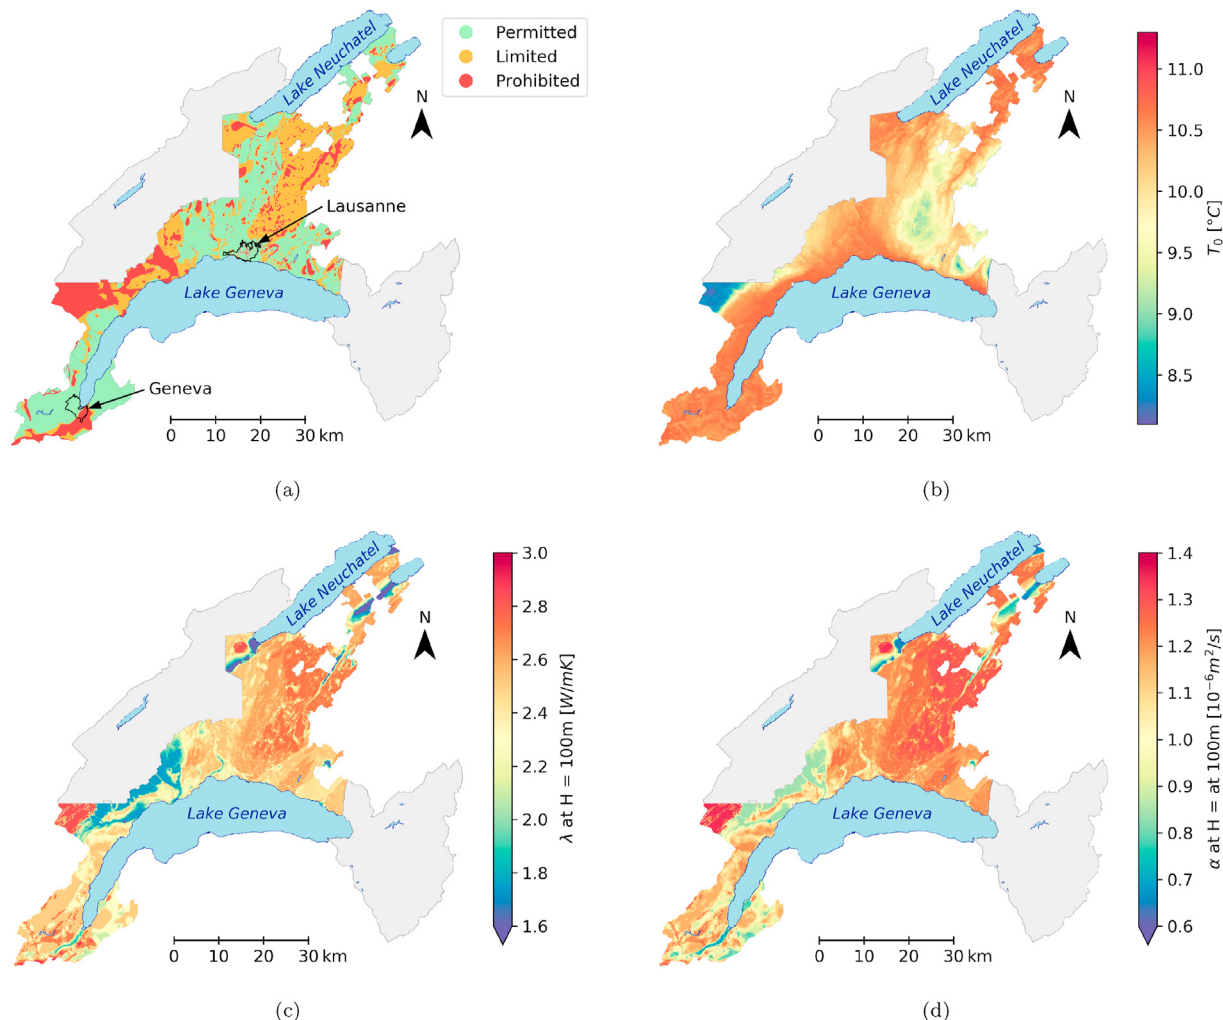 Permitted
Limited
Prohibited
Lake Neuchatel
N
Lausanne
Lake Geneva
Geneva
0 10 20 30 km
(a)
Lake Neuchatel
N
Lake Geneva
0 10 20 30 km
11.0
10.5
10.0
9.5
9.0
8.5
T₀ [°C]
(b)
Lake Neuchatel
N
Lake Geneva
0 10 20 30 km
3.0
2.8
2.6
2.4
2.2
2.0
1.8
1.6
λ at H = 100m [W/mK]
(c)
Lake Neuchatel
N
Lake Geneva
0 10 20 30 km
1.4
1.3
1.2
1.1
1.0
0.9
0.8
0.7
0.6
α at H = at 100m [10⁻⁶m²/s]
(d)